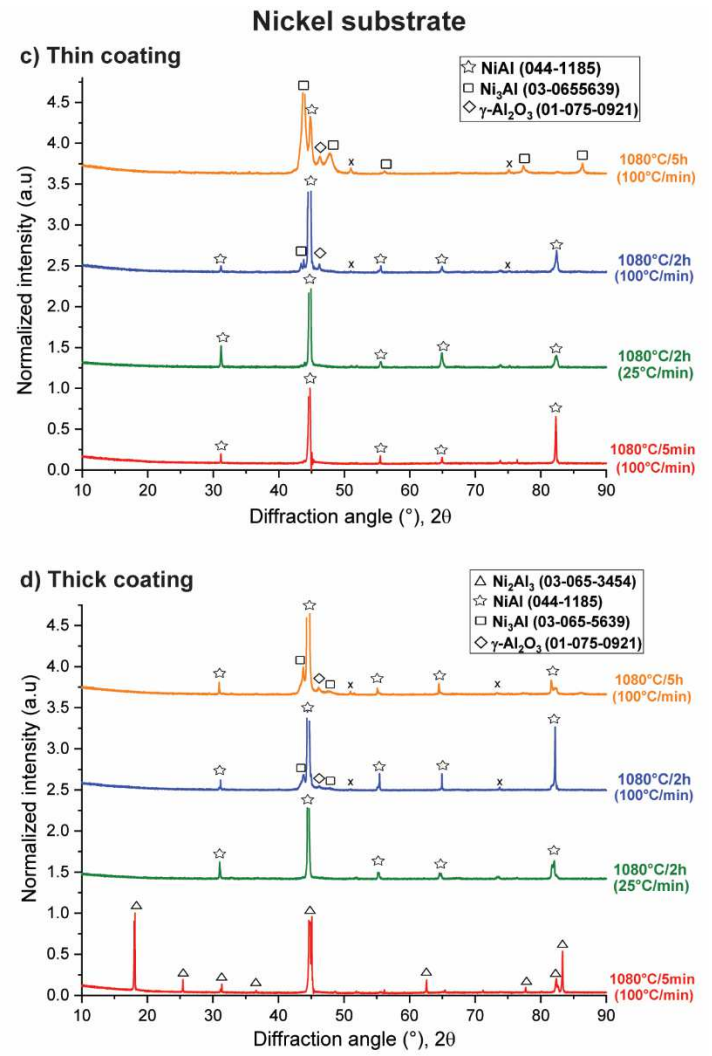 Nickel substrate
c) Thin coating
☆ NiAl (044-1185)
□ Ni₃Al (03-0655639)
◇ γ-Al₂O₃ (01-075-0921)
Normalized intensity (a.u)
4.5
4.0
3.5
3.0
2.5
2.0
1.5
1.0
0.5
0.0
x
x
1080°C/5h
(100°C/min)
x
x
1080°C/2h
(100°C/min)
1080°C/2h
(25°C/min)
1080°C/5min
(100°C/min)
10 20 30 40 50 60 70 80 90
Diffraction angle (°), 2θ
d) Thick coating
△ Ni₂Al₃ (03-065-3454)
☆ NiAl (044-1185)
□ Ni₃Al (03-065-5639)
◇ γ-Al₂O₃ (01-075-0921)
Normalized intensity (a.u)
4.5
4.0
3.5
3.0
2.5
2.0
1.5
1.0
0.5
0.0
x
x
1080°C/5h
(100°C/min)
x
x
1080°C/2h
(100°C/min)
1080°C/2h
(25°C/min)
1080°C/5min
(100°C/min)
10 20 30 40 50 60 70 80 90
Diffraction angle (°), 2θ